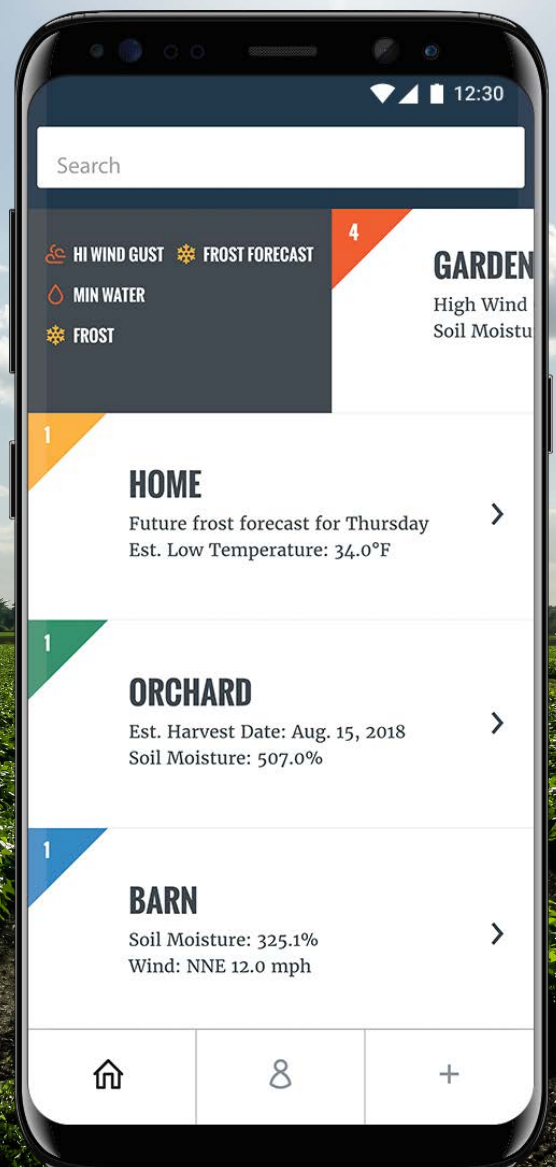 12:30
Search
HI WIND GUST FROST FORECAST
MIN WATER
FROST
4
GARDEN
High Wind
Soil Moistu
1
HOME
Future frost forecast for Thursday
Est. Low Temperature: 34.0°F
1
ORCHARD
Est. Harvest Date: Aug. 15, 2018
Soil Moisture: 507.0%
1
BARN
Soil Moisture: 325.1%
Wind: NNE 12.0 mph